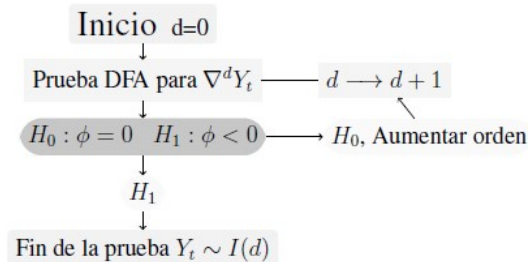 Inicio d=0
Prueba DFA para ∇^d Y_t
d ⟶ d + 1
H_0 : ϕ = 0 H_1 : ϕ < 0
H_0, Aumentar orden
H_1
Fin de la prueba Y_t ∼ I(d)